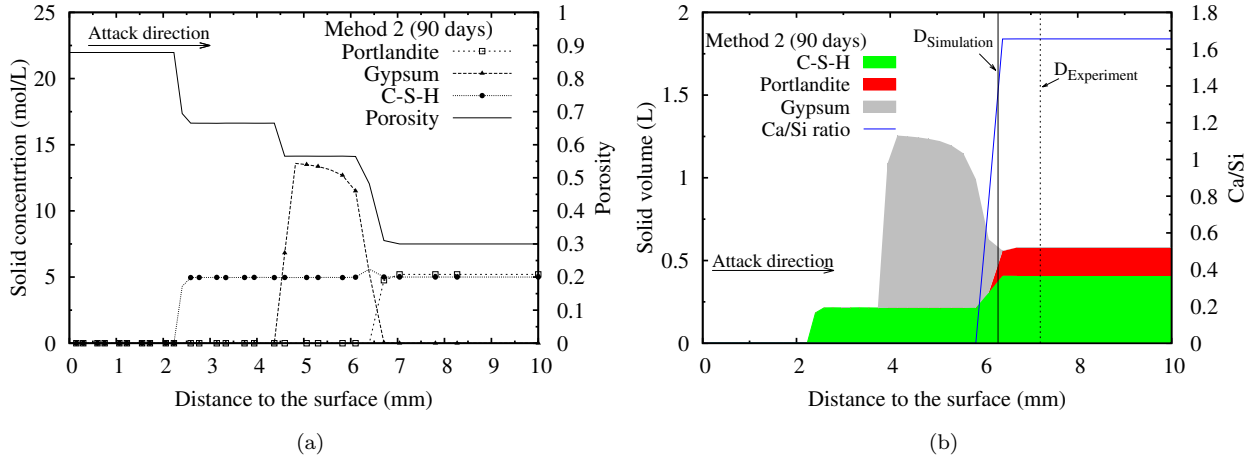 25
20
15
10
5
0
Solid concentrtion (mol/L)
Attack direction
Mehod 2 (90 days)
Portlandite
Gypsum
C-S-H
Porosity
1
0.9
0.8
0.7
0.6
0.5
0.4
0.3
0.2
0.1
0
Porosity
0 1 2 3 4 5 6 7 8 9 10
Distance to the surface (mm)
(a)
2
1.5
1
0.5
0
Solid volume (L)
Method 2 (90 days)
C-S-H
Portlandite
Gypsum
Ca/Si ratio
DSimulation
DExperiment
Attack direction
1.8
1.6
1.4
1.2
1
0.8
0.6
0.4
0.2
0
Ca/Si
0 2 4 6 8 10
Distance to the surface (mm)
(b)